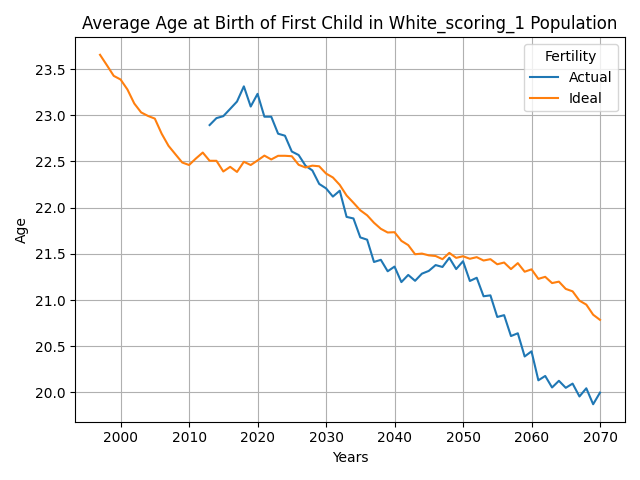 Average Age at Birth of First Child in White_scoring_1 Population
Fertility
Actual
Ideal
Age
23.5
23.0
22.5
22.0
21.5
21.0
20.5
20.0
2000 2010 2020 2030 2040 2050 2060 2070
Years